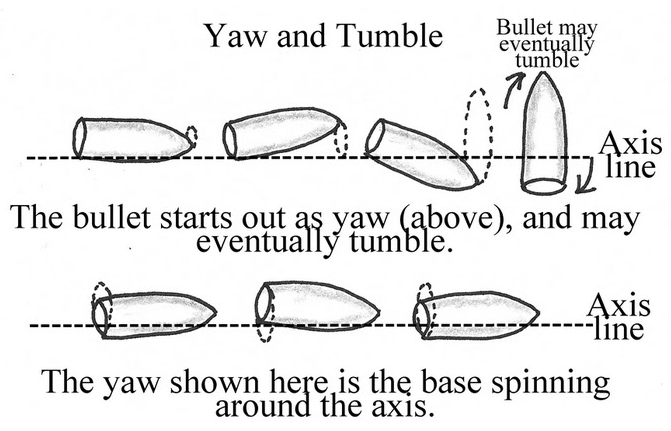 Yaw and Tumble
Bullet may
eventually
tumble
Axis
line
The bullet starts out as yaw (above), and may
eventually tumble.
Axis
line
The yaw shown here is the base spinning
around the axis.